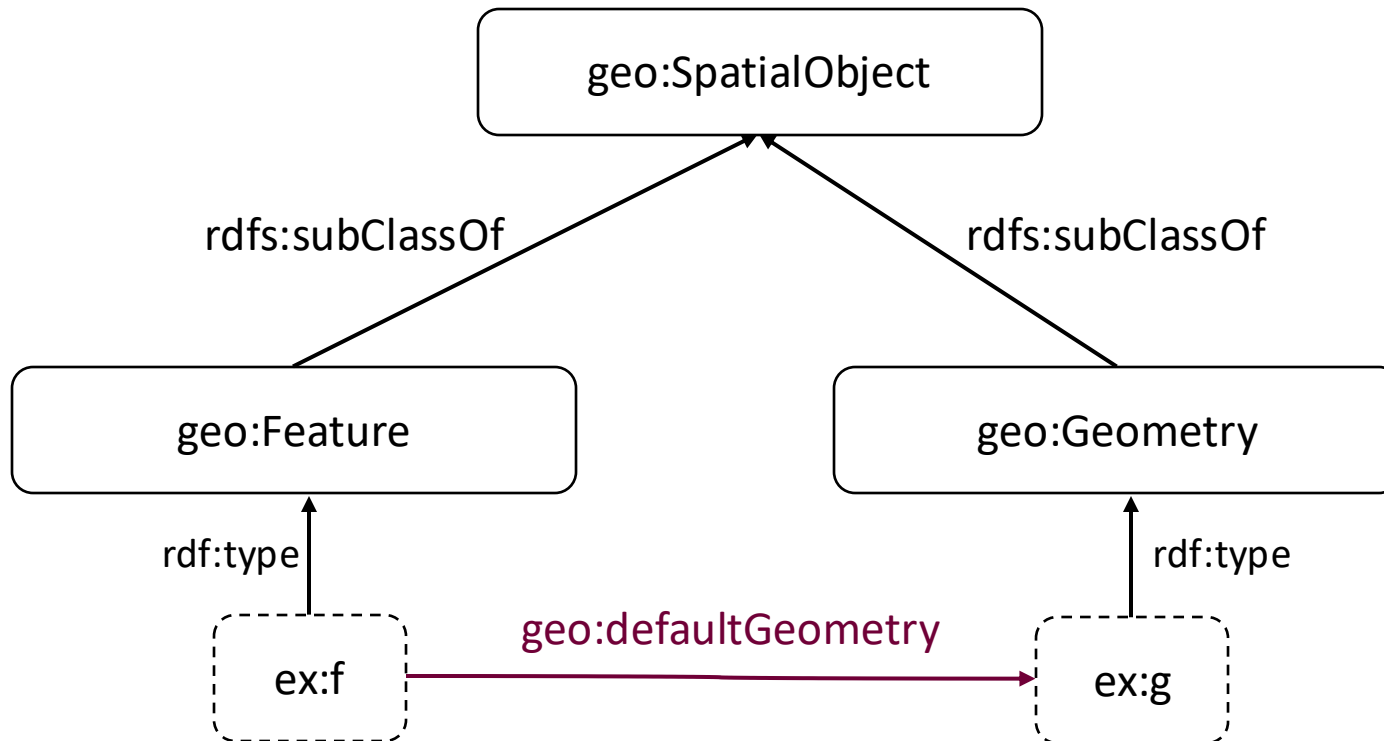 geo:SpatialObject
rdfs:subClassOf
rdfs:subClassOf
geo:Feature
geo:Geometry
rdf:type
rdf:type
geo:defaultGeometry
ex:f
ex:g